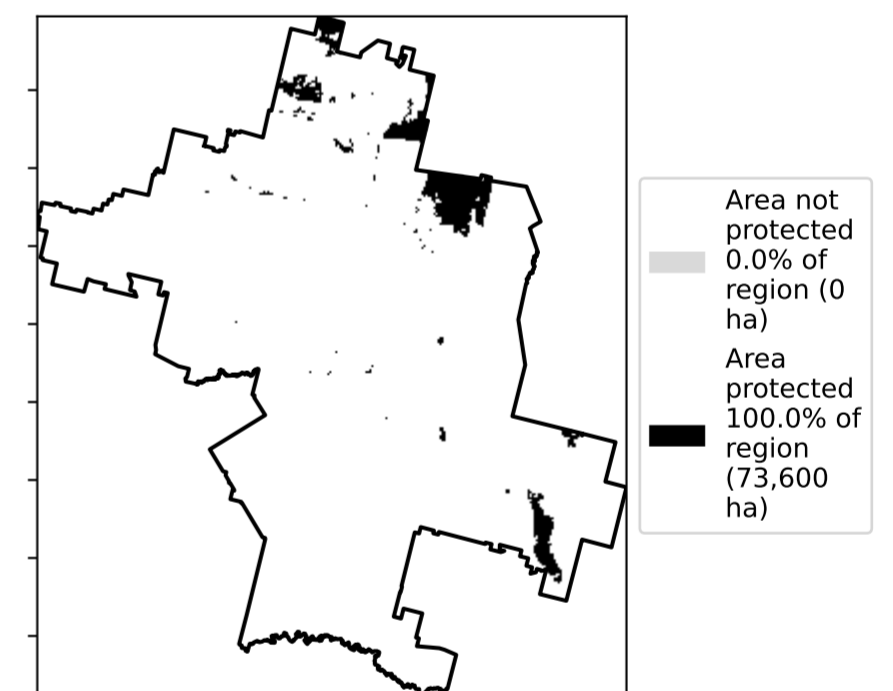 Area not
protected
0.0% of
region (0
ha)
Area
protected
100.0% of
region
(73,600
ha)